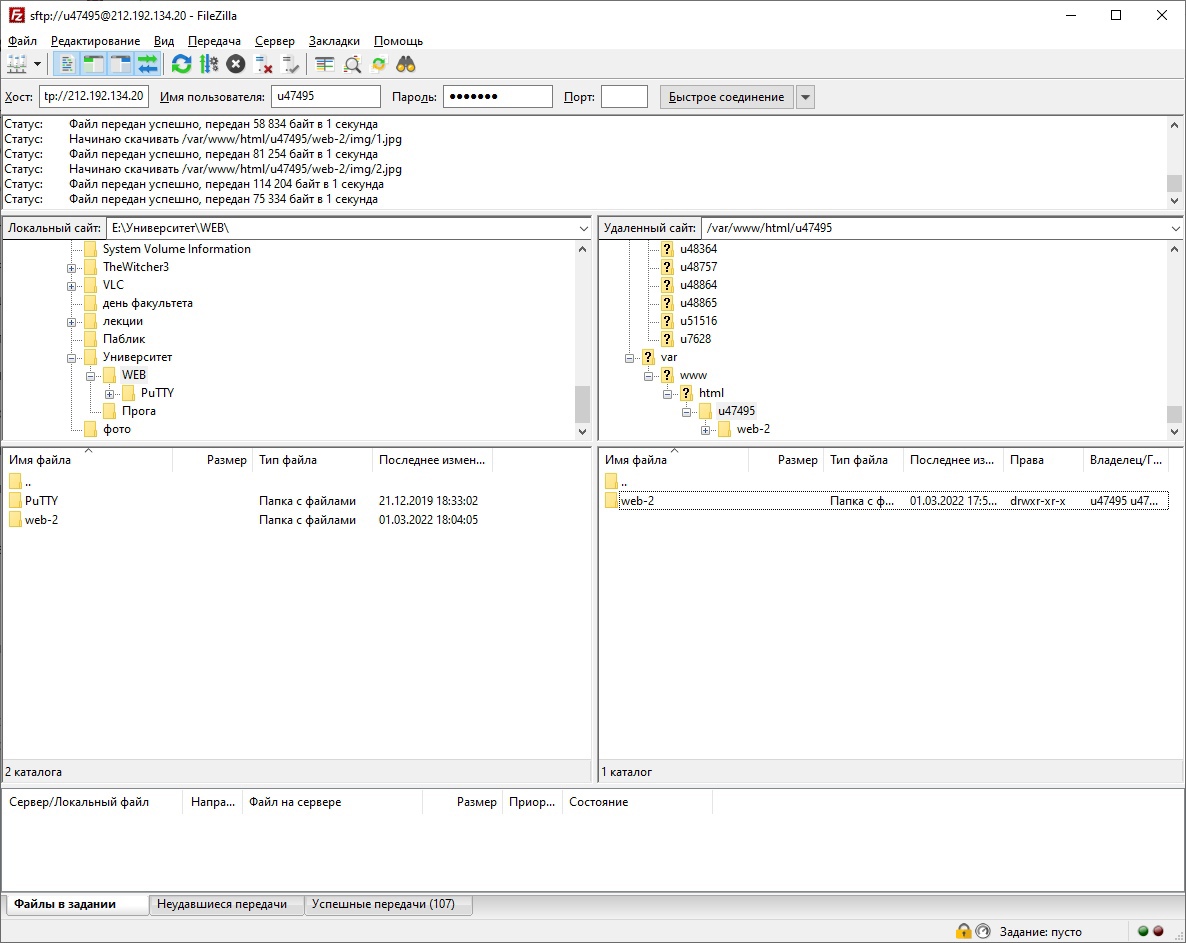 sftp://u47495@212.192.134.20 - FileZilla
Файл Редактирование Вид Передача Сервер Закладки Помощь
Хост: tp://212.192.134.20 Имя пользователя: u47495 Пароль: ●●●●●●● Порт: Быстрое соединение
Статус: Файл передан успешно, передан 58 834 байт в 1 секунда
Статус: Начинаю скачивать /var/www/html/u47495/web-2/img/1.jpg
Статус: Файл передан успешно, передан 81 254 байт в 1 секунда
Статус: Начинаю скачивать /var/www/html/u47495/web-2/img/2.jpg
Статус: Файл передан успешно, передан 114 204 байт в 1 секунда
Статус: Файл передан успешно, передан 75 334 байт в 1 секунда
Локальный сайт: E:\Университет\WEB\
System Volume Information
TheWitcher3
VLC
день факультета
лекции
Паблик
Университет
WEB
PuTTY
Прога
фото
Имя файла Размер Тип файла Последнее измен...
..
PuTTY Папка с файлами 21.12.2019 18:33:02
web-2 Папка с файлами 01.03.2022 18:04:05
2 каталога
Удаленный сайт: /var/www/html/u47495
u48364
u48757
u48864
u48865
u51516
u7628
var
www
html
u47495
web-2
Имя файла Размер Тип файла Последнее из... Права Владелец/Г...
..
web-2 Папка с ф... 01.03.2022 17:5... drwxr-xr-x u47495 u47...
1 каталог
Сервер/Локальный файл Напра... Файл на сервере Размер Приор... Состояние
Файлы в задании Неудавшиеся передачи Успешные передачи (107)
Задание: пусто